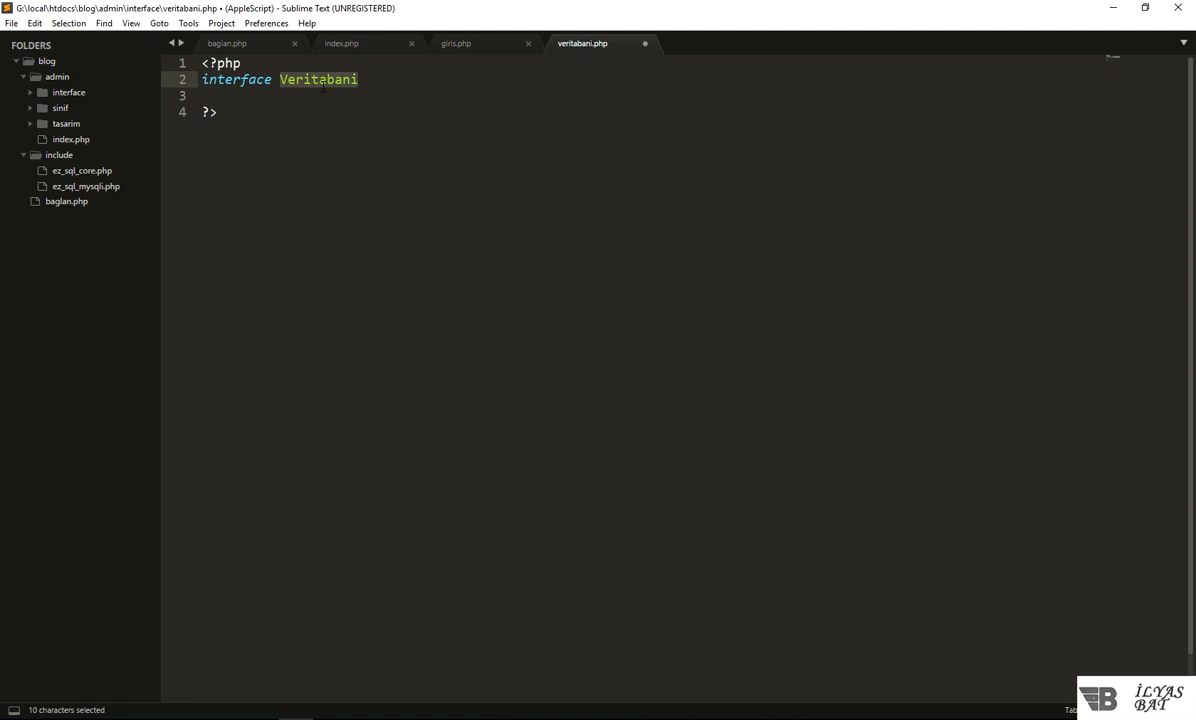 G:\local\htdocs\blog\admin\interface\veritabani.php • (AppleScript) - Sublime Text (UNREGISTERED)
File Edit Selection Find View Goto Tools Project Preferences Help
FOLDERS
blog
admin
interface
sinif
tasarim
index.php
include
ez_sql_core.php
ez_sql_mysqli.php
baglan.php
baglan.php index.php giris.php veritabani.php
1 <?php
2 interface Veritabani
3
4 ?>
10 characters selected
İLYAS
BAT